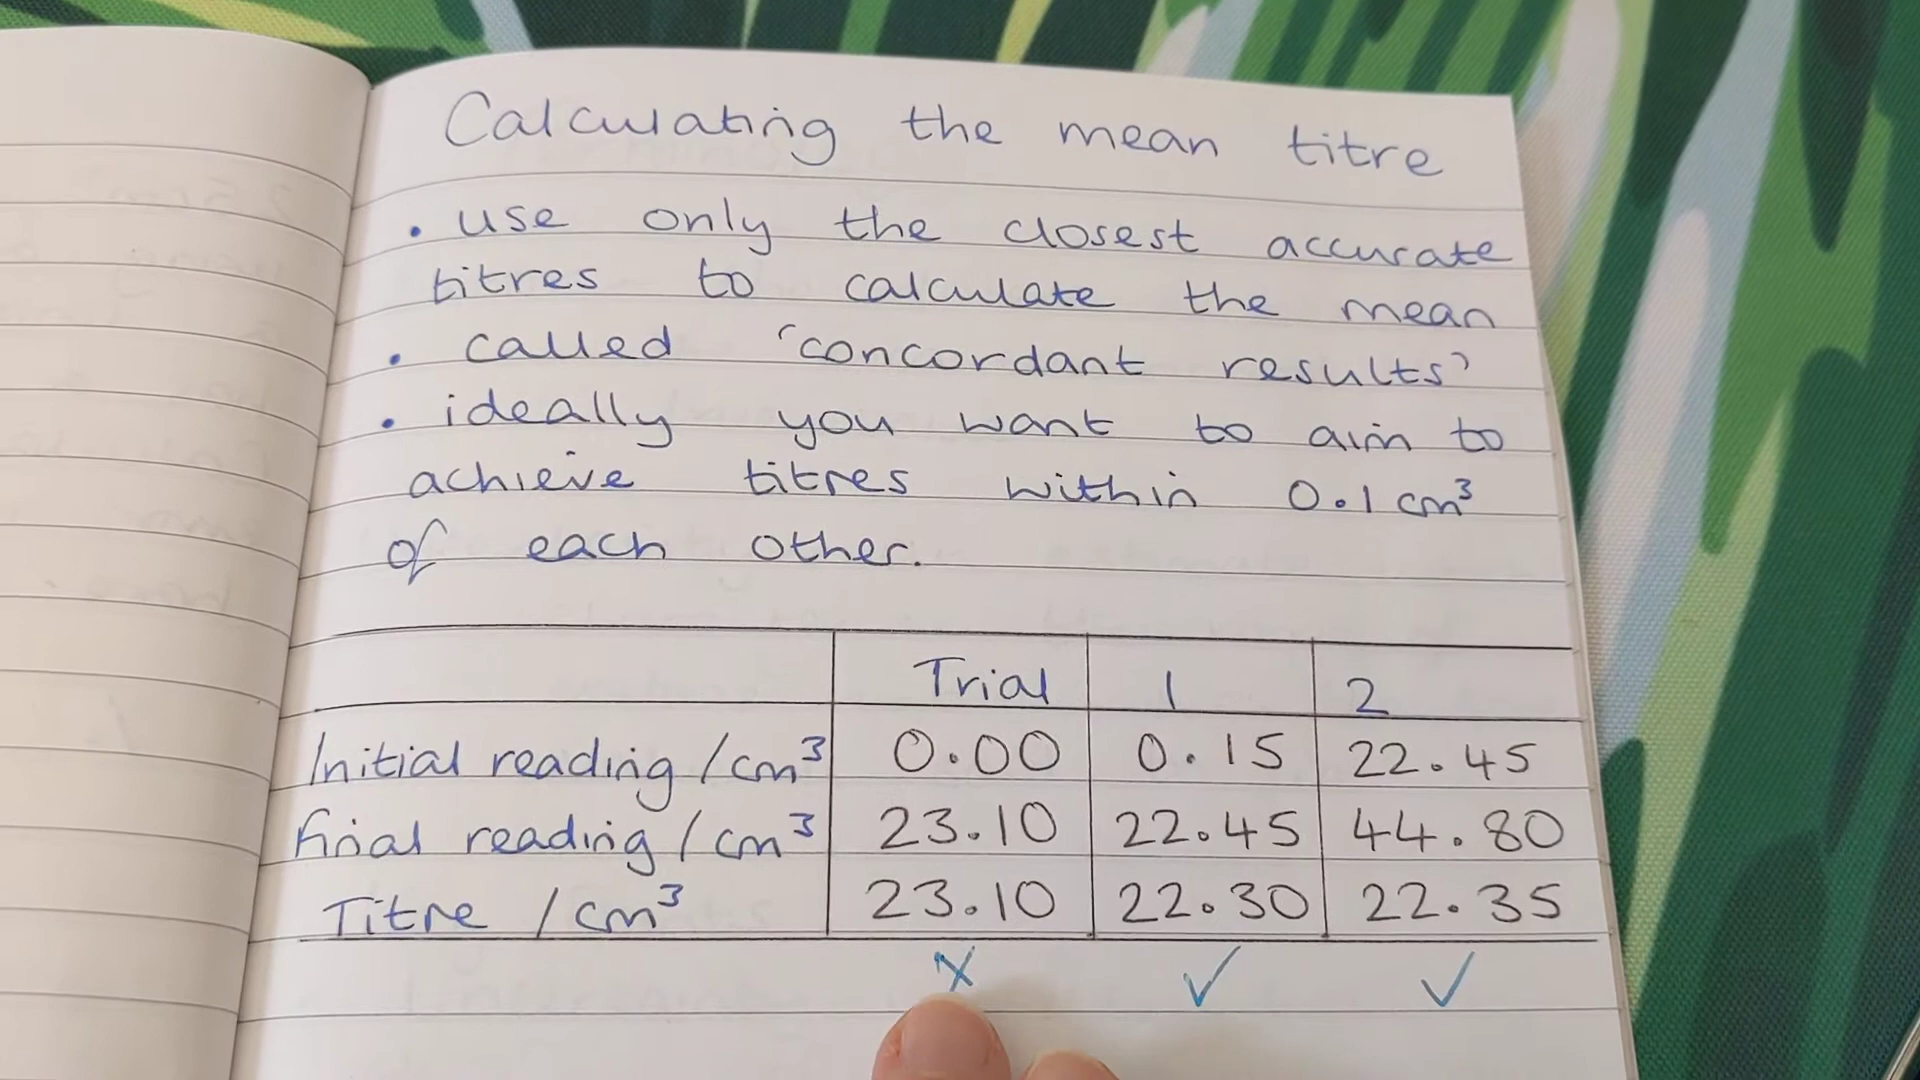 Calculating the mean titre
• use only the closest accurate
titres to calculate the mean
• called 'concordant results'
• ideally you want to aim to
achieve titres within 0.1 cm³
of each other.
Trial 1 2
Initial reading /cm³ 0.00 0.15 22.45
Final reading /cm³ 23.10 22.45 44.80
Titre /cm³ 23.10 22.30 22.35
✗ ✓ ✓